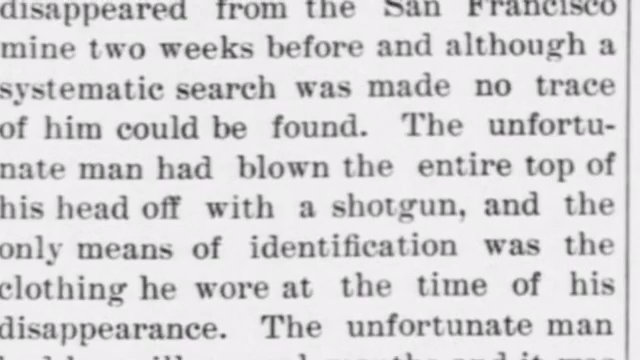 disappeared from the San Francisco
mine two weeks before and although a
systematic search was made no trace
of him could be found. The unfortu-
nate man had blown the entire top of
his head off with a shotgun, and the
only means of identification was the
clothing he wore at the time of his
disappearance. The unfortunate man